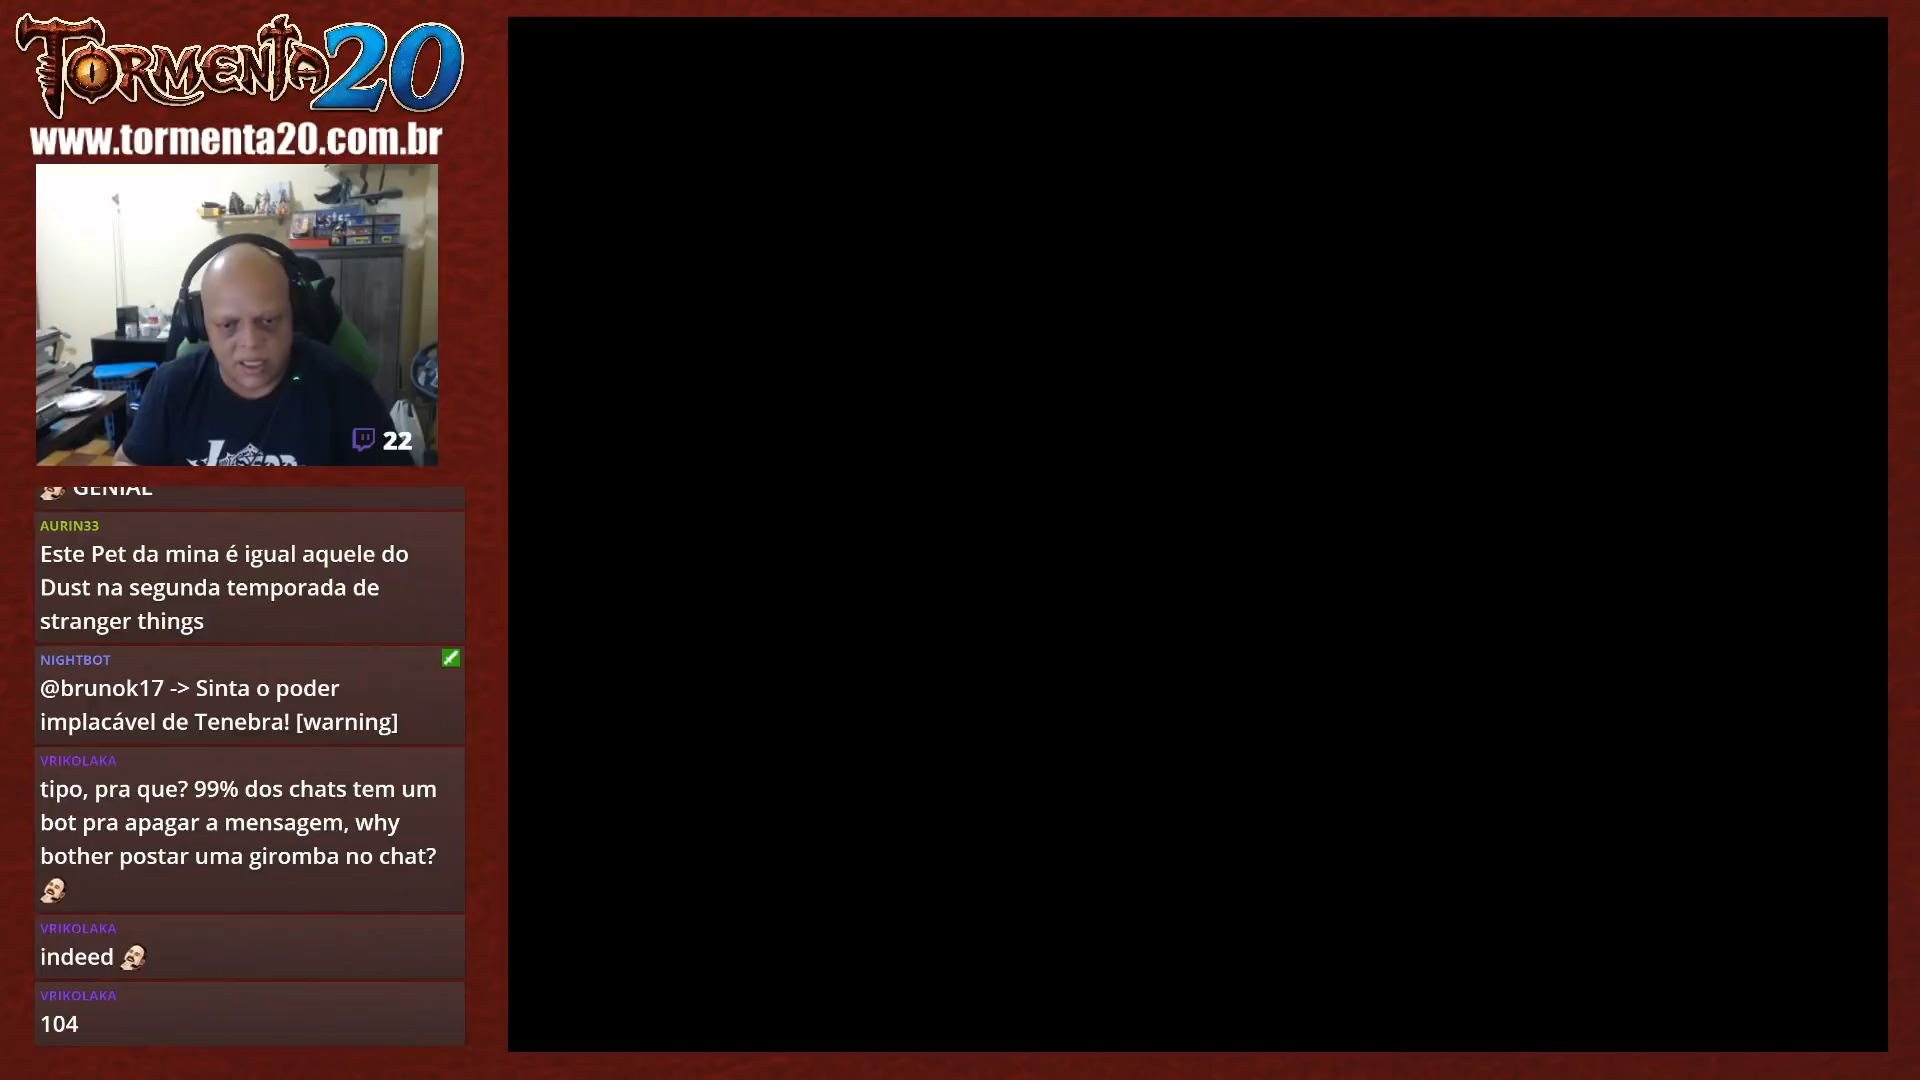 TORMENTA20
www.tormenta20.com.br
22
GENIAL
AURIN33
Este Pet da mina é igual aquele do
Dust na segunda temporada de
stranger things
NIGHTBOT
@brunok17 -> Sinta o poder
implacável de Tenebra! [warning]
VRIKOLAKA
tipo, pra que? 99% dos chats tem um
bot pra apagar a mensagem, why
bother postar uma giromba no chat?
VRIKOLAKA
indeed
VRIKOLAKA
104